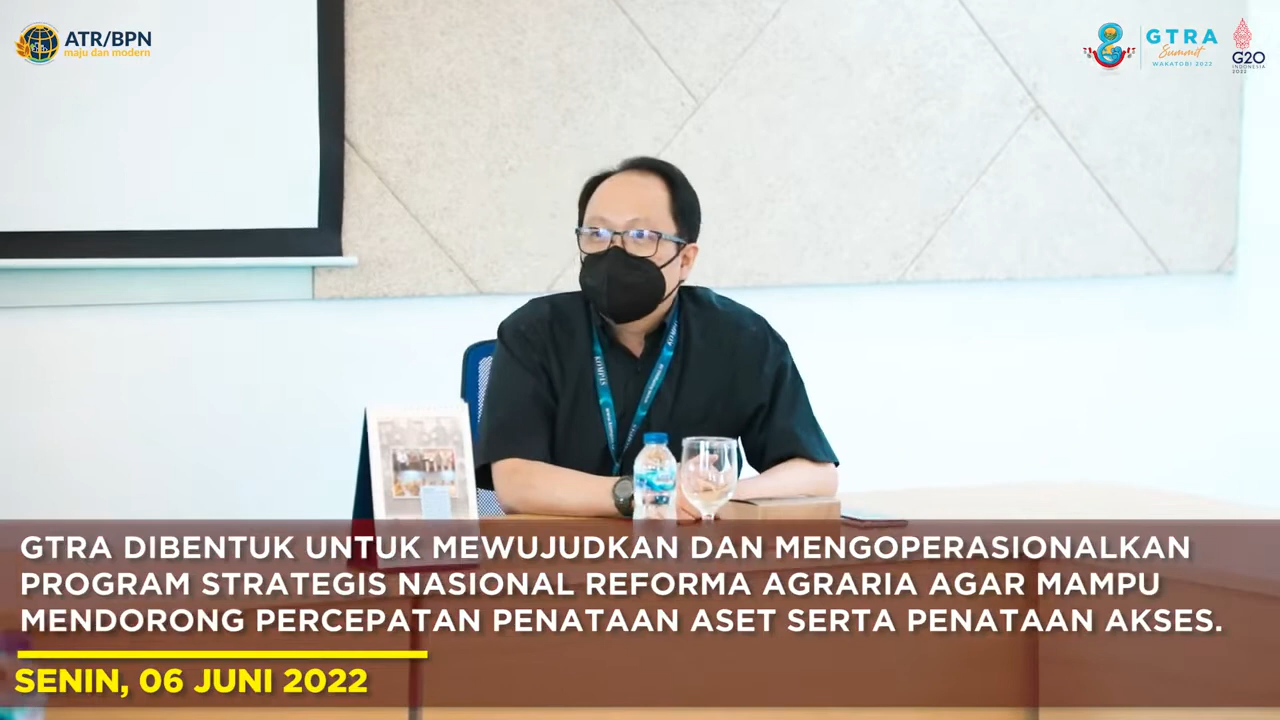 ATR/BPN
maju dan modern
GTRA
Summit
WAKATOBI 2022
G20
INDONESIA
2022
KOMPAS
GTRA DIBENTUK UNTUK MEWUJUDKAN DAN MENGOPERASIONALKAN
PROGRAM STRATEGIS NASIONAL REFORMA AGRARIA AGAR MAMPU
MENDORONG PERCEPATAN PENATAAN ASET SERTA PENATAAN AKSES.
SENIN, 06 JUNI 2022